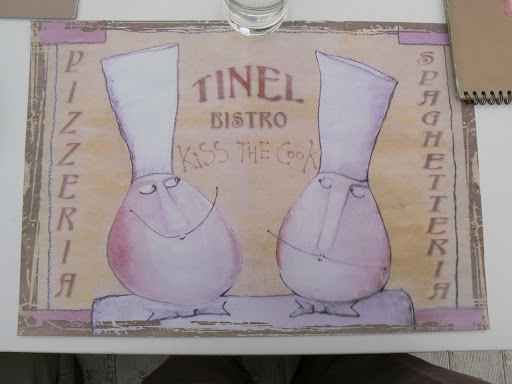 PIZZERIA
TINEL
BISTRO
KISS THE COOK
SPAGHETTERIA